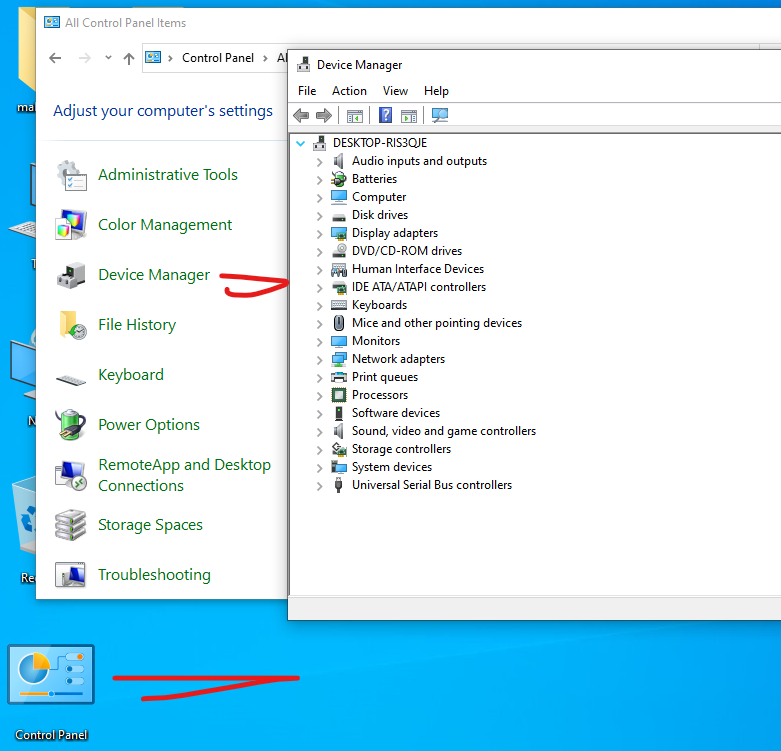 All Control Panel Items
Control Panel
Adjust your computer's settings
Administrative Tools
Color Management
Device Manager
File History
Keyboard
Power Options
RemoteApp and Desktop
Connections
Storage Spaces
Troubleshooting
Device Manager
File Action View Help
DESKTOP-RIS3QJE
Audio inputs and outputs
Batteries
Computer
Disk drives
Display adapters
DVD/CD-ROM drives
Human Interface Devices
IDE ATA/ATAPI controllers
Keyboards
Mice and other pointing devices
Monitors
Network adapters
Print queues
Processors
Software devices
Sound, video and game controllers
Storage controllers
System devices
Universal Serial Bus controllers
Control Panel